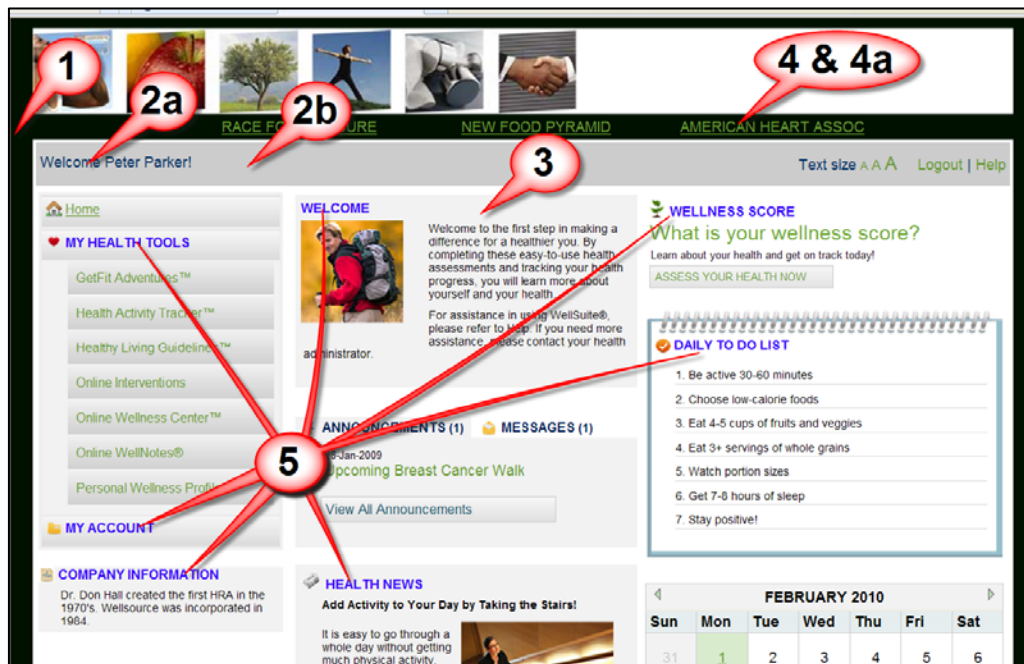 1
2a
2b
4 & 4a
RACE FO URE
NEW FOOD PYRAMID
AMERICAN HEART ASSOC
3
Welcome Peter Parker!
Text size A A A
Logout | Help
Home
MY HEALTH TOOLS
GetFit Adventures™
Health Activity Tracker™
Healthy Living Guidelines™
Online Interventions
Online Wellness Center™
Online WellNotes®
Personal Wellness Profile
MY ACCOUNT
COMPANY INFORMATION
Dr. Don Hall created the first HRA in the
1970's. Wellsource was incorporated in
1984.
5
WELCOME
Welcome to the first step in making a
difference for a healthier you. By
completing these easy-to-use health
assessments and tracking your health
progress, you will learn more about
yourself and your health.
For assistance in using WellSuite®,
please refer to Help. If you need more
assistance, please contact your health
administrator.
ANNOUNCEMENTS (1)
MESSAGES (1)
-Jan-2009
Upcoming Breast Cancer Walk
View All Announcements
HEALTH NEWS
Add Activity to Your Day by Taking the Stairs!
It is easy to go through a
whole day without getting
much physical activity.
WELLNESS SCORE
What is your wellness score?
Learn about your health and get on track today!
ASSESS YOUR HEALTH NOW
DAILY TO DO LIST
1. Be active 30-60 minutes
2. Choose low-calorie foods
3. Eat 4-5 cups of fruits and veggies
4. Eat 3+ servings of whole grains
5. Watch portion sizes
6. Get 7-8 hours of sleep
7. Stay positive!
FEBRUARY 2010
Sun Mon Tue Wed Thu Fri Sat
31 1 2 3 4 5 6